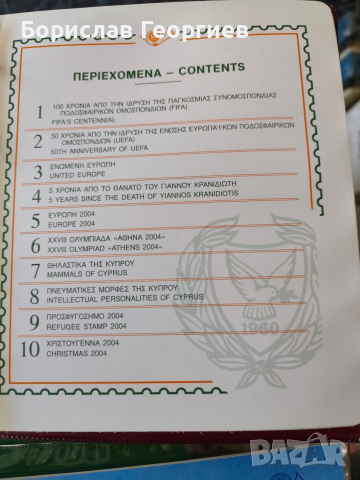 Борислав Георгиев
ΠΕΡΙΕΧΟΜΕΝΑ – CONTENTS
1 100 ΧΡΟΝΙΑ ΑΠΟ ΤΗΝ ΙΔΡΥΣΗ ΤΗΣ ΠΑΓΚΟΣΜΙΑΣ ΣΥΝΟΜΟΣΠΟΝΔΙΑΣ
ΠΟΔΟΣΦΑΙΡΙΚΩΝ ΟΜΟΣΠΟΝΔΙΩΝ (FIFA)
FIFA'S CENTENNIAL
2 50 ΧΡΟΝΙΑ ΑΠΟ ΤΗΝ ΙΔΡΥΣΗ ΤΗΣ ΕΝΩΣΗΣ ΕΥΡΩΠΑΪΚΩΝ ΠΟΔΟΣΦΑΙΡΙΚΩΝ
ΟΜΟΣΠΟΝΔΙΩΝ (UEFA)
50TH ANNIVERSARY OF UEFA
3 ΕΝΩΜΕΝΗ ΕΥΡΩΠΗ
UNITED EUROPE
4 5 ΧΡΟΝΙΑ ΑΠΟ ΤΟ ΘΑΝΑΤΟ ΤΟΥ ΓΙΑΝΝΟΥ ΚΡΑΝΙΔΙΩΤΗ
5 YEARS SINCE THE DEATH OF YIANNOS KRANIDIOTIS
5 ΕΥΡΩΠΗ 2004
EUROPE 2004
6 XXVIII ΟΛΥΜΠΙΑΔΑ «ΑΘΗΝΑ 2004»
XXVIII OLYMPIAD «ATHENS 2004»
7 ΘΗΛΑΣΤΙΚΑ ΤΗΣ ΚΥΠΡΟΥ
MAMMALS OF CYPRUS
8 ΠΝΕΥΜΑΤΙΚΕΣ ΜΟΡΦΕΣ ΤΗΣ ΚΥΠΡΟΥ
INTELLECTUAL PERSONALITIES OF CYPRUS
9 ΠΡΟΣΦΥΓΟΣΗΜΟ 2004
REFUGEE STAMP 2004
10 ΧΡΙΣΤΟΥΓΕΝΝΑ 2004
CHRISTMAS 2004
1960
bazar.bg